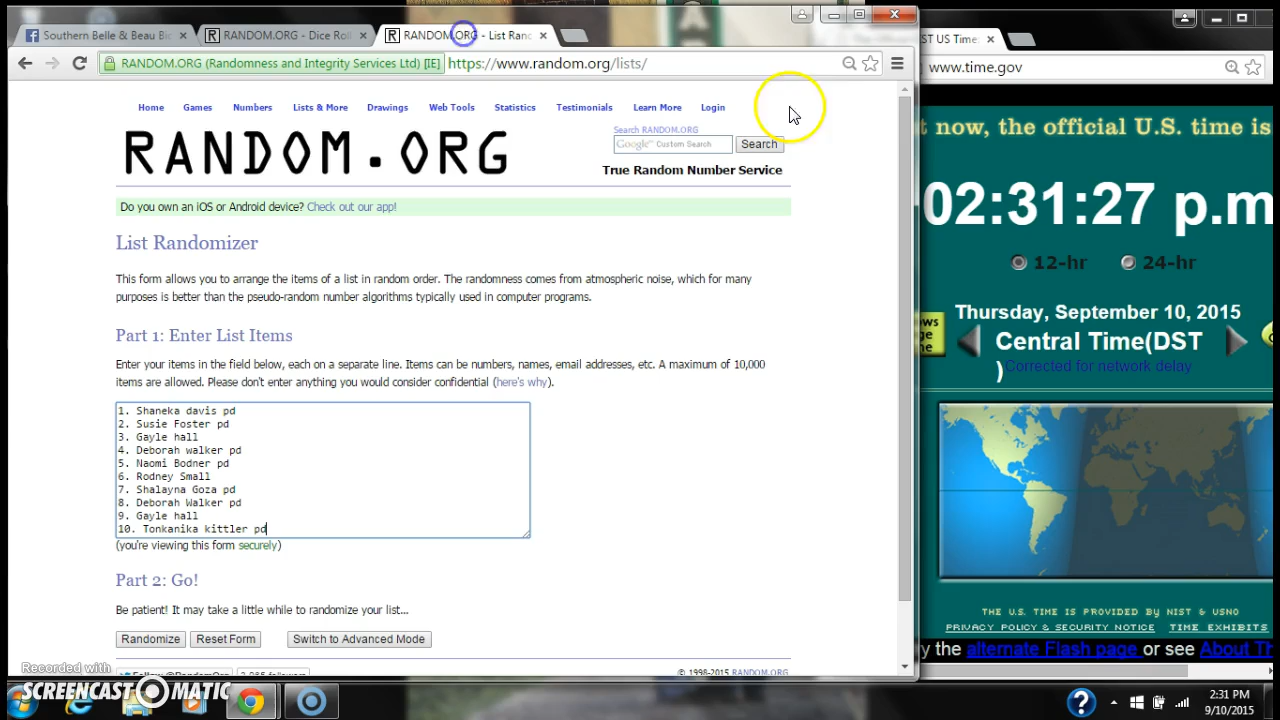 Southern Belle & Beau Bi
RANDOM.ORG - Dice Roll
RANDOM.ORG - List Ran
ST US Time
RANDOM.ORG (Randomness and Integrity Services Ltd) [IE]
https://www.random.org/lists/
www.time.gov
Home
Games
Numbers
Lists & More
Drawings
Web Tools
Statistics
Testimonials
Learn More
Login
RANDOM.ORG
Search RANDOM.ORG
Google Custom Search
Search
True Random Number Service
Do you own an iOS or Android device? Check out our app!
List Randomizer
This form allows you to arrange the items of a list in random order. The randomness comes from atmospheric noise, which for many
purposes is better than the pseudo-random number algorithms typically used in computer programs.
Part 1: Enter List Items
Enter your items in the field below, each on a separate line. Items can be numbers, names, email addresses, etc. A maximum of 10,000
items are allowed. Please don't enter anything you would consider confidential (here's why).
1. Shaneka davis pd
2. Susie Foster pd
3. Gayle hall
4. Deborah walker pd
5. Naomi Bodner pd
6. Rodney Small
7. Shalayna Goza pd
8. Deborah Walker pd
9. Gayle hall
10. Tonkanika kittler pd
(you're viewing this form securely)
Part 2: Go!
Be patient! It may take a little while to randomize your list...
Randomize
Reset Form
Switch to Advanced Mode
Follow @RandomOrg
© 1998-2015 RANDOM.ORG
t now, the official U.S. time is
02:31:27 p.m
12-hr
24-hr
Thursday, September 10, 2015
Central Time(DST
)
Corrected for network delay
THE U.S. TIME IS PROVIDED BY NIST & USNO
PRIVACY POLICY & SECURITY NOTICE
TIME EXHIBITS
ry the alternate Flash page or see About Th
Recorded with
SCREENCAST-O-MATIC
2:31 PM
9/10/2015